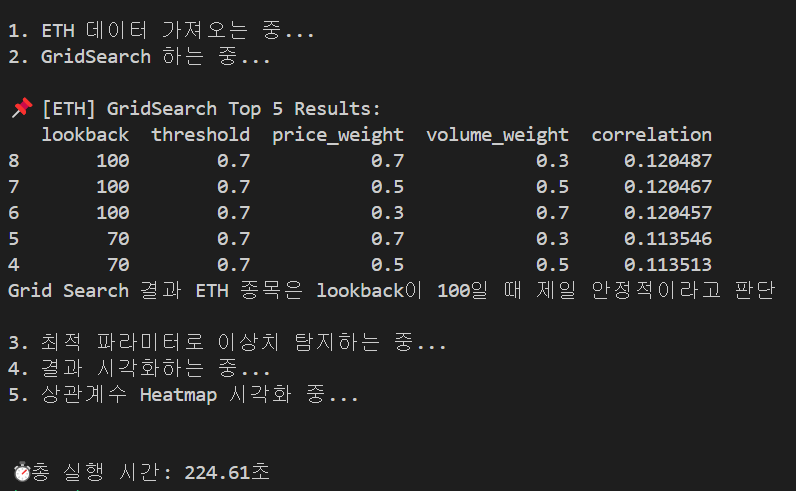 1. ETH 데이터 가져오는 중...
2. GridSearch 하는 중...
📌 [ETH] GridSearch Top 5 Results:
lookback threshold price_weight volume_weight correlation
8 100 0.7 0.7 0.3 0.120487
7 100 0.7 0.5 0.5 0.120467
6 100 0.7 0.3 0.7 0.120457
5 70 0.7 0.7 0.3 0.113546
4 70 0.7 0.5 0.5 0.113513
Grid Search 결과 ETH 종목은 lookback이 100일 때 제일 안정적이라고 판단
3. 최적 파라미터로 이상치 탐지하는 중...
4. 결과 시각화하는 중...
5. 상관계수 Heatmap 시각화 중...
⏱️총 실행 시간: 224.61초